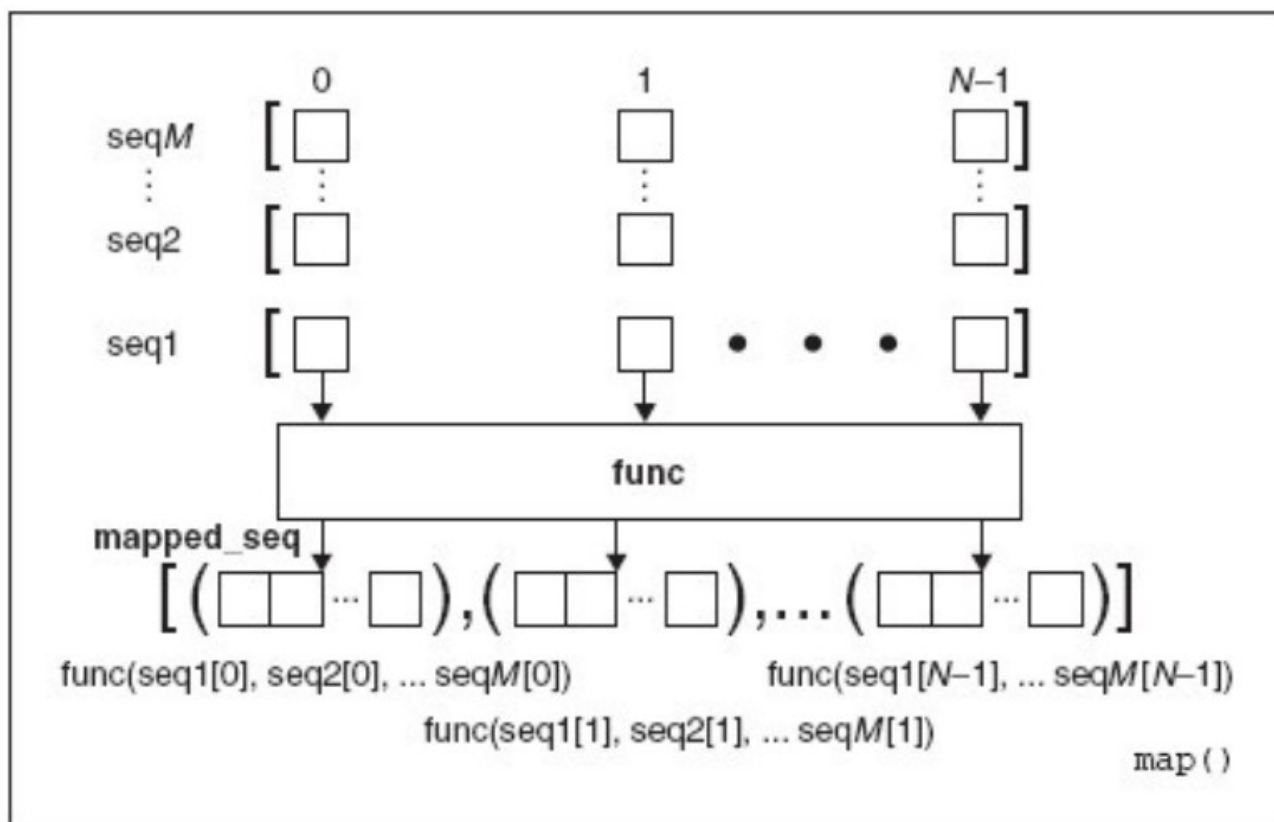 0 1 N–1
seqM
seq2
seq1
func
mapped_seq
[( ... ),( ... ),...( ... )]
func(seq1[0], seq2[0], ... seqM[0]) func(seq1[N–1], ... seqM[N–1])
func(seq1[1], seq2[1], ... seqM[1])
map()